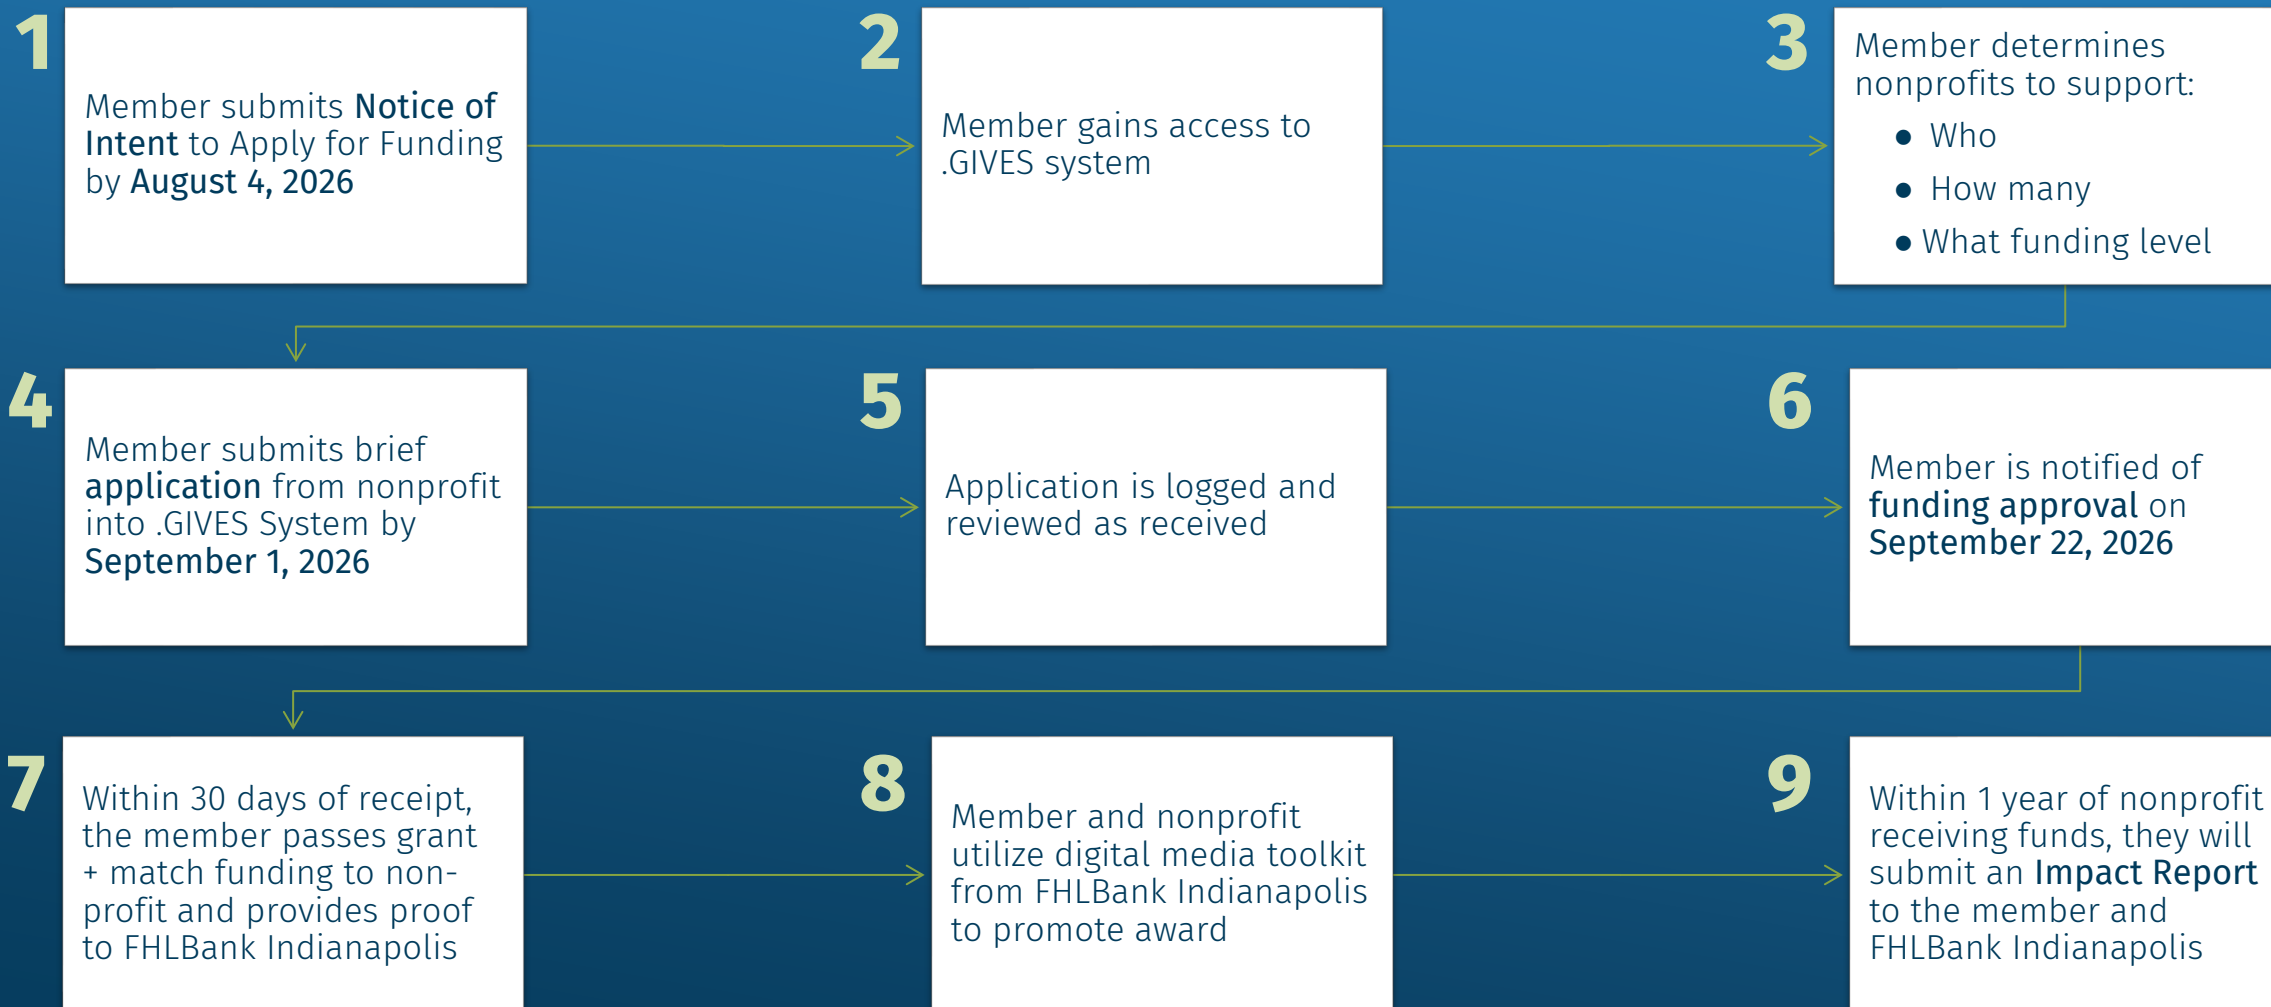 1
Member submits Notice of
Intent to Apply for Funding
by August 4, 2026
2
Member gains access to
.GIVES system
3
Member determines
nonprofits to support:
● Who
● How many
● What funding level
4
Member submits brief
application from nonprofit
into .GIVES System by
September 1, 2026
5
Application is logged and
reviewed as received
6
Member is notified of
funding approval on
September 22, 2026
7
Within 30 days of receipt,
the member passes grant
+ match funding to non-
profit and provides proof
to FHLBank Indianapolis
8
Member and nonprofit
utilize digital media toolkit
from FHLBank Indianapolis
to promote award
9
Within 1 year of nonprofit
receiving funds, they will
submit an Impact Report
to the member and
FHLBank Indianapolis